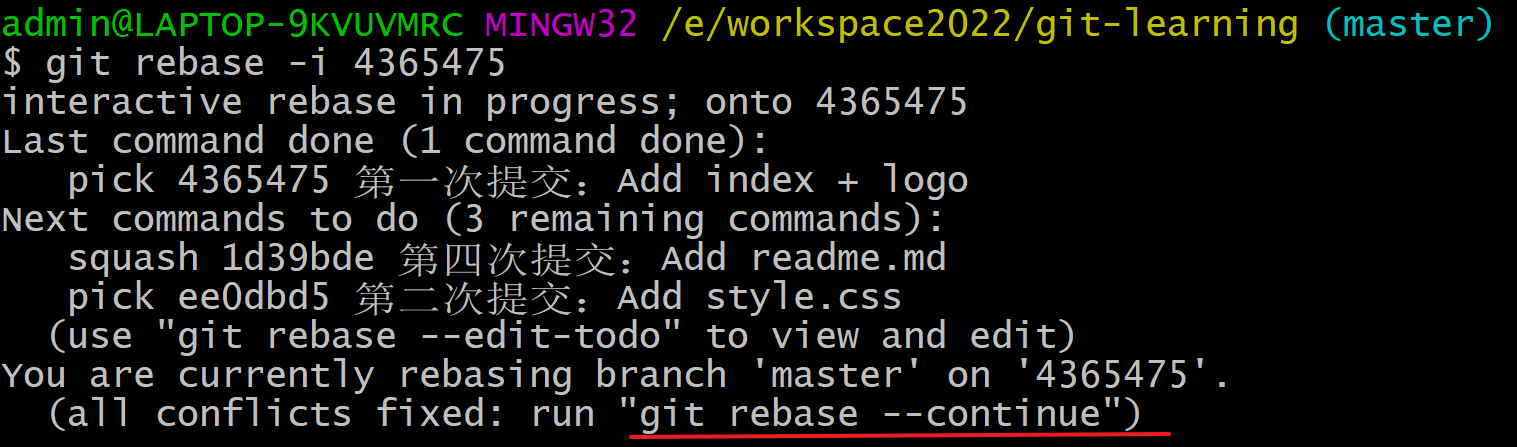 admin@LAPTOP-9KVUVMRC MINGW32 /e/workspace2022/git-learning (master)
$ git rebase -i 4365475
interactive rebase in progress; onto 4365475
Last command done (1 command done):
   pick 4365475 第一次提交：Add index + logo
Next commands to do (3 remaining commands):
   squash 1d39bde 第四次提交：Add readme.md
   pick ee0dbd5 第二次提交：Add style.css
  (use "git rebase --edit-todo" to view and edit)
You are currently rebasing branch 'master' on '4365475'.
  (all conflicts fixed: run "git rebase --continue")